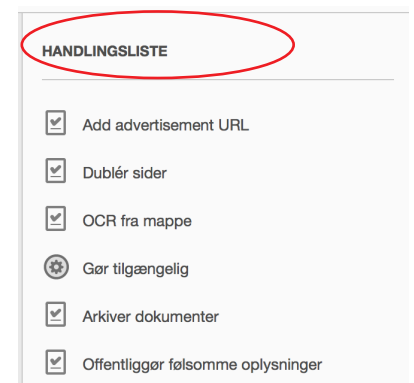 HANDLINGSLISTE
Add advertisement URL
Dublér sider
OCR fra mappe
Gør tilgængelig
Arkiver dokumenter
Offentliggør følsomme oplysninger